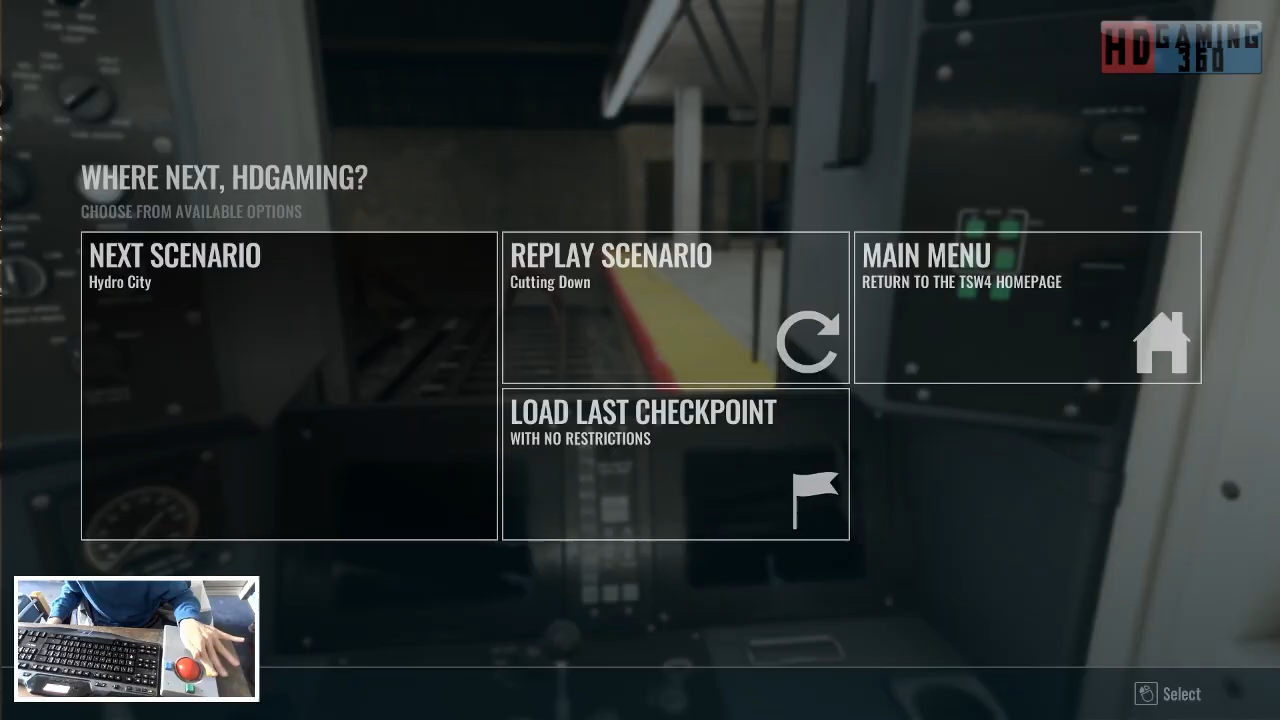 HD GAMING
360
WHERE NEXT, HDGAMING?
CHOOSE FROM AVAILABLE OPTIONS
NEXT SCENARIO
Hydro City
REPLAY SCENARIO
Cutting Down
MAIN MENU
RETURN TO THE TSW4 HOMEPAGE
LOAD LAST CHECKPOINT
WITH NO RESTRICTIONS
Select